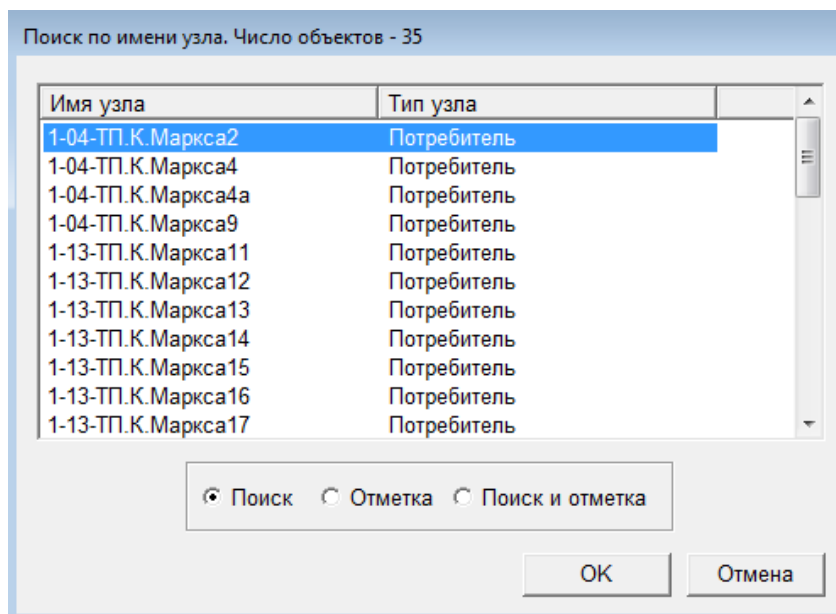 Поиск по имени узла. Число объектов - 35
Имя узла Тип узла
1-04-ТП.К.Маркса2 Потребитель
1-04-ТП.К.Маркса4 Потребитель
1-04-ТП.К.Маркса4а Потребитель
1-04-ТП.К.Маркса9 Потребитель
1-13-ТП.К.Маркса11 Потребитель
1-13-ТП.К.Маркса12 Потребитель
1-13-ТП.К.Маркса13 Потребитель
1-13-ТП.К.Маркса14 Потребитель
1-13-ТП.К.Маркса15 Потребитель
1-13-ТП.К.Маркса16 Потребитель
1-13-ТП.К.Маркса17 Потребитель
Поиск Отметка Поиск и отметка
OK Отмена